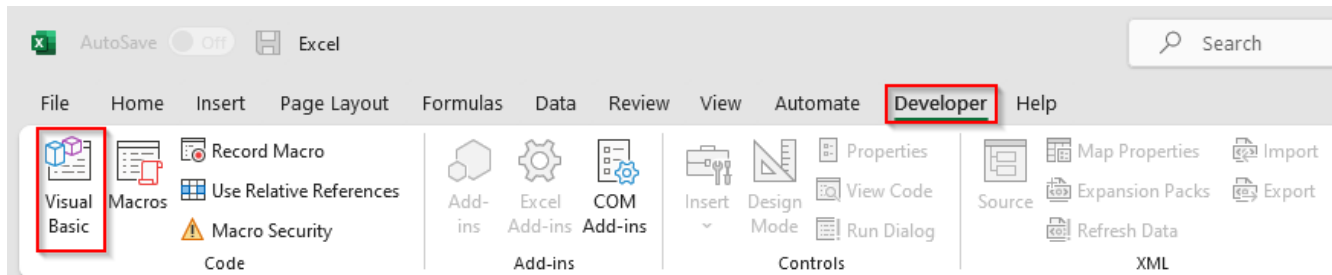 AutoSave Off Excel Search
File Home Insert Page Layout Formulas Data Review View Automate Developer Help
Visual Basic
Macros
Record Macro
Use Relative References
Macro Security
Code
Add-ins
Excel Add-ins
COM Add-ins
Add-ins
Insert
Design Mode
Properties
View Code
Run Dialog
Controls
Source
Map Properties
Expansion Packs
Refresh Data
Import
Export
XML